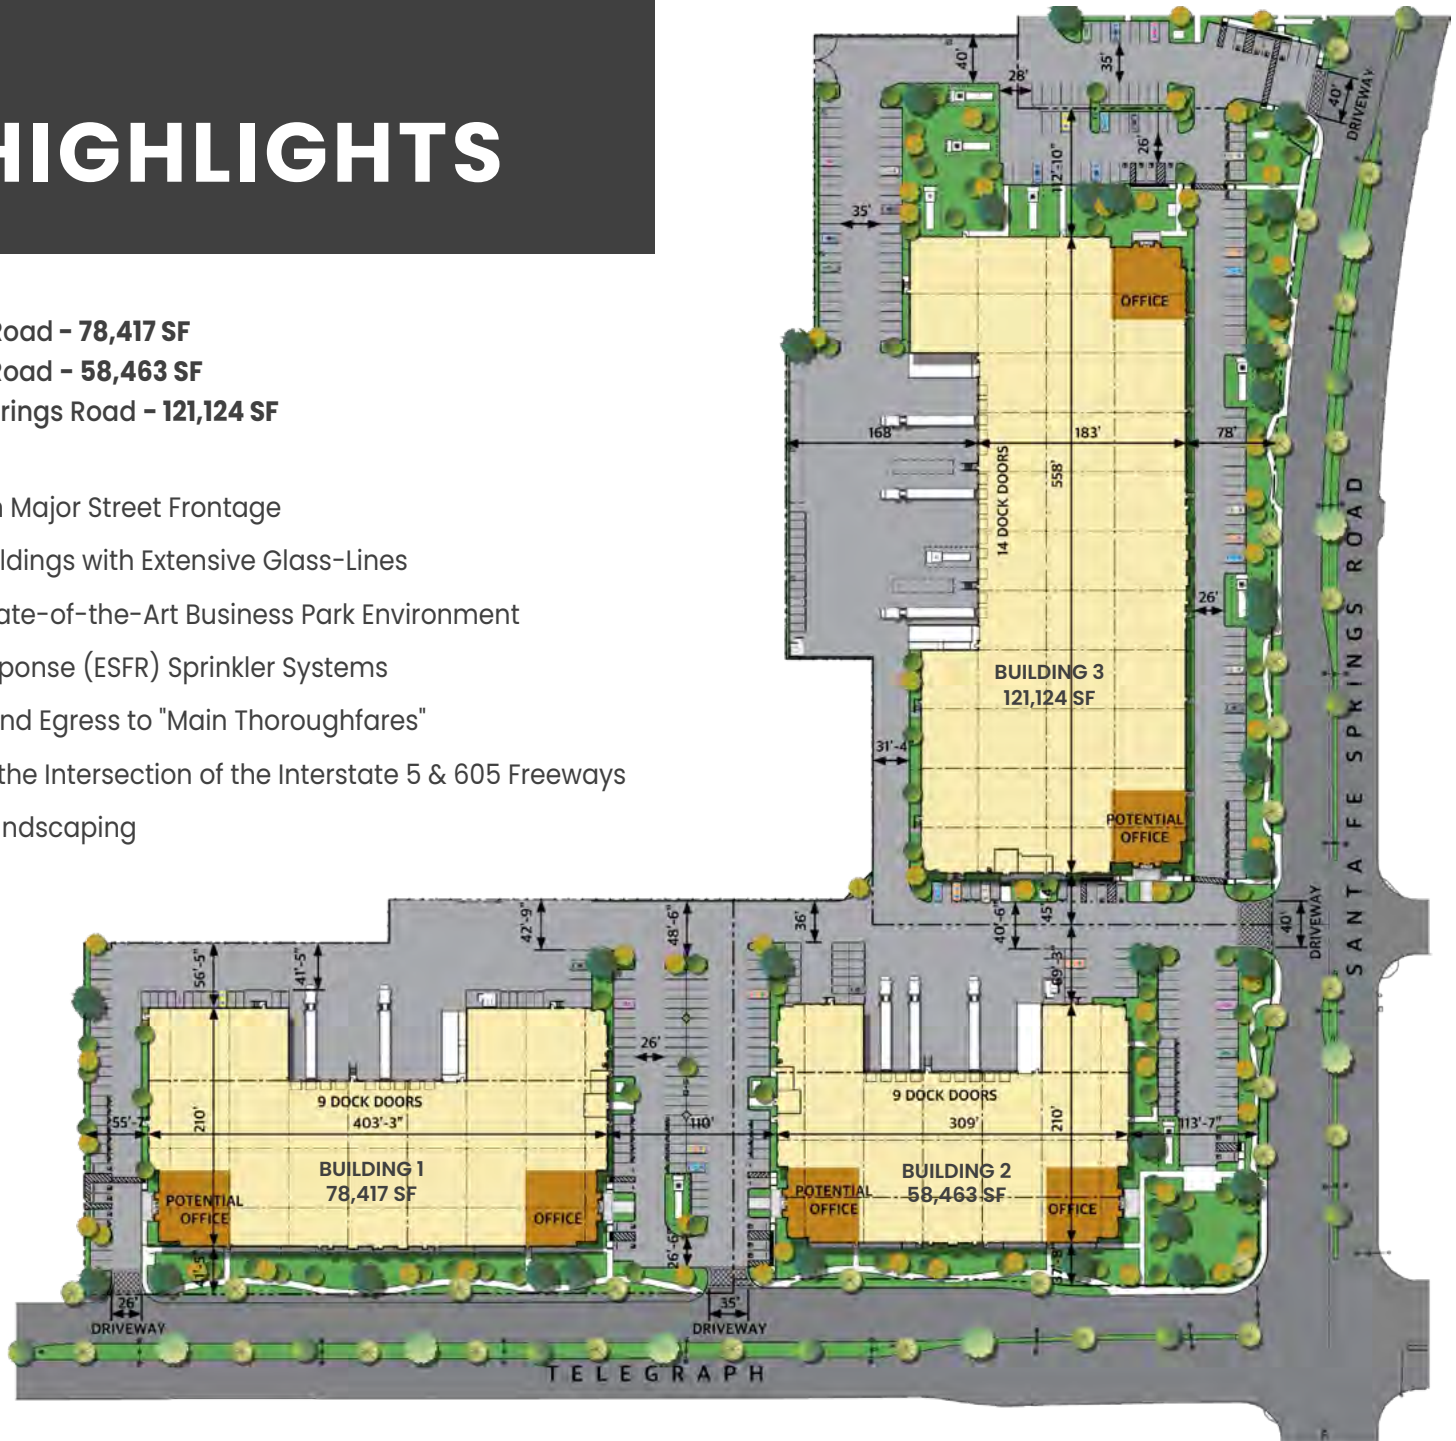 HIGHLIGHTS
Road - 78,417 SF
Road - 58,463 SF
rings Road - 121,124 SF
n Major Street Frontage
ildings with Extensive Glass-Lines
ate-of-the-Art Business Park Environment
ponse (ESFR) Sprinkler Systems
nd Egress to "Main Thoroughfares"
the Intersection of the Interstate 5 & 605 Freeways
andscaping
40'
28'
35'
40'
DRIVEWAY
26'
112'-10"
35'
OFFICE
168'
183'
78'
14 DOCK DOORS
558'
26'
BUILDING 3
121,124 SF
31'-4"
POTENTIAL
OFFICE
SANTA FE SPRINGS ROAD
42'-9"
48'-6"
36'
40'-6"
45'
40'
DRIVEWAY
56'-5"
41'-5"
69'-3"
26'
9 DOCK DOORS
9 DOCK DOORS
55'-7"
210'
403'-3"
110'
309'
210'
113'-7"
BUILDING 1
78,417 SF
BUILDING 2
58,463 SF
POTENTIAL
OFFICE
OFFICE
POTENTIAL
OFFICE
OFFICE
26'-6"
26'
DRIVEWAY
35'
DRIVEWAY
TELEGRAPH